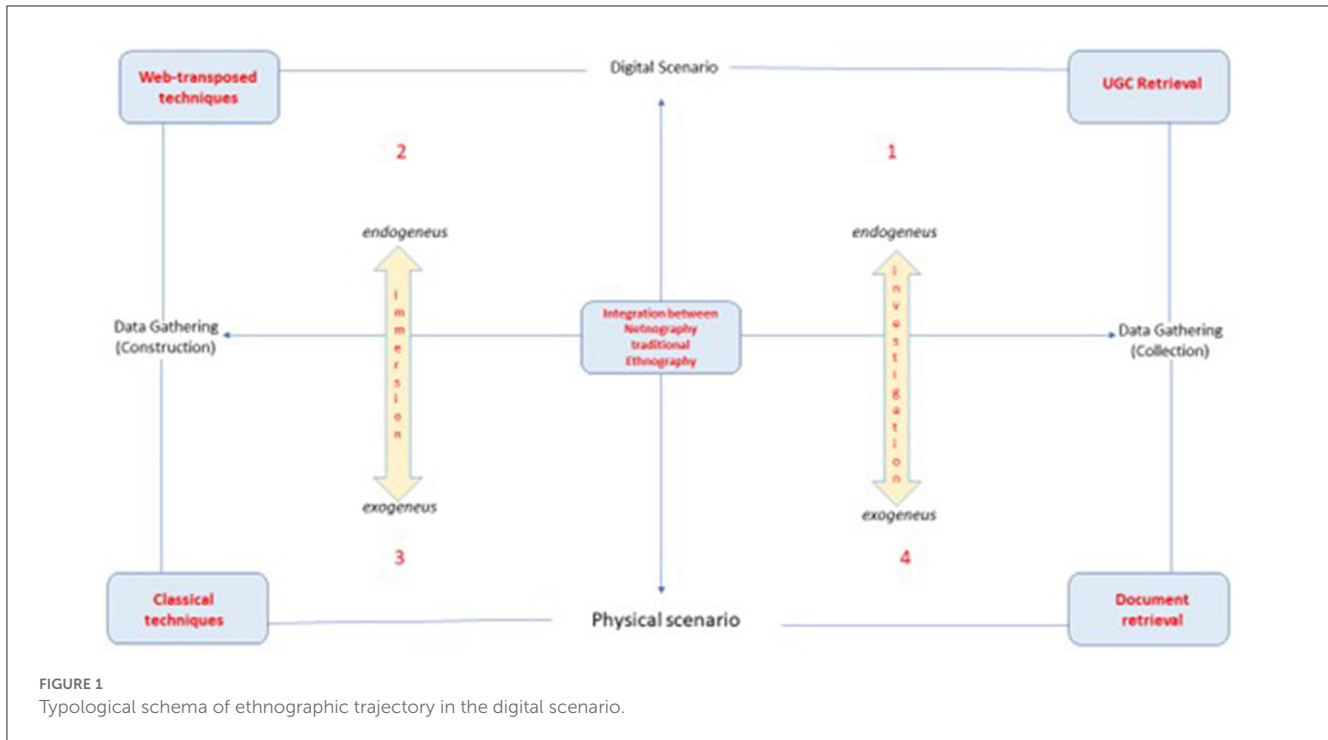 Web-transposed
techniques
Digital Scenario
UGC Retrieval
2
1
endogeneus
endogeneus
Immersion
investigation
Data Gathering
(Construction)
Integration between
Netnography
traditional
Ethnography
Data Gathering
(Collection)
exogeneus
exogeneus
3
4
Classical
techniques
Physical scenario
Document
retrieval
FIGURE 1
Typological schema of ethnographic trajectory in the digital scenario.